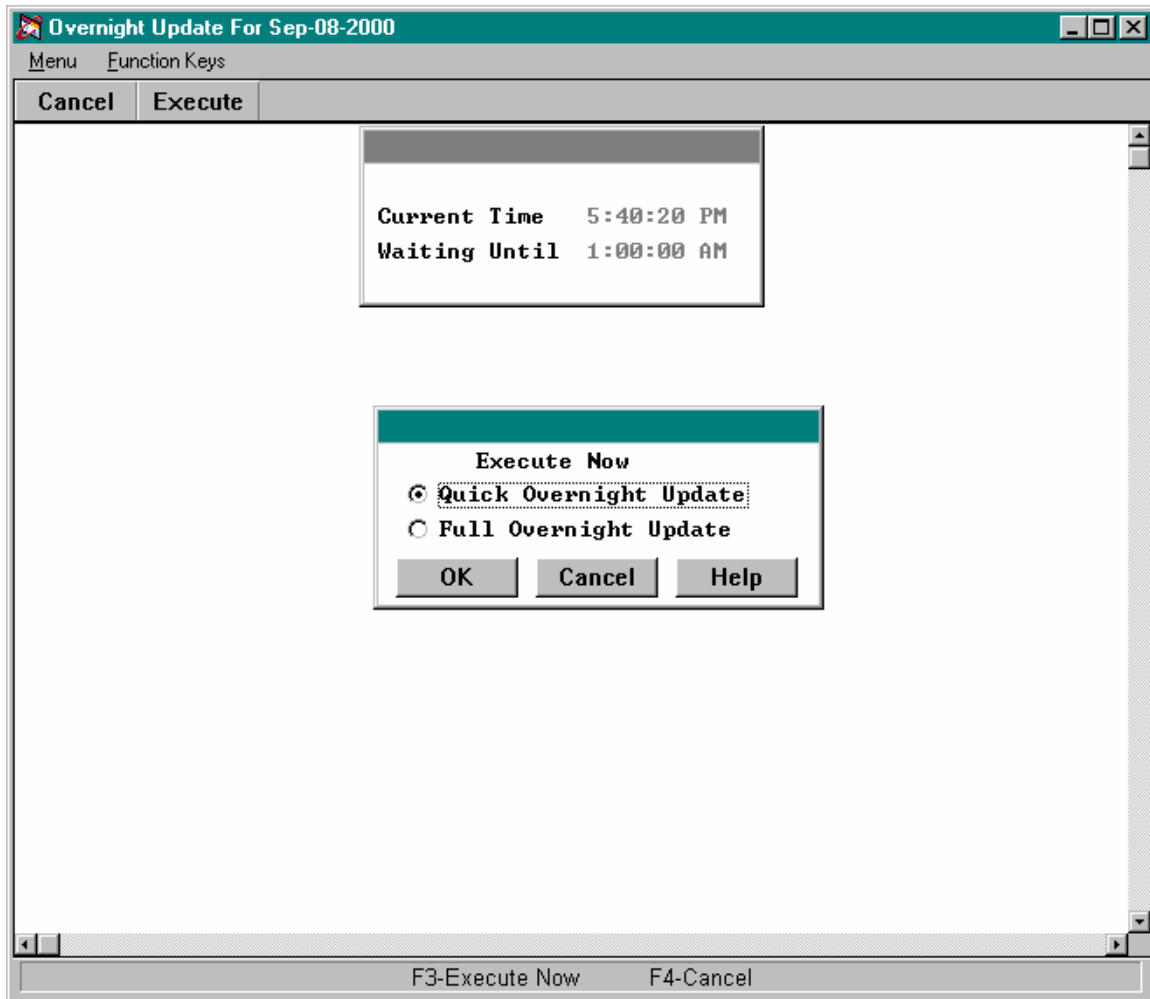 Overnight Update For Sep-08-2000
Menu Function Keys
Cancel Execute
Current Time 5:40:20 PM
Waiting Until 1:00:00 AM
Execute Now
Quick Overnight Update
Full Overnight Update
OK Cancel Help
F3-Execute Now F4-Cancel